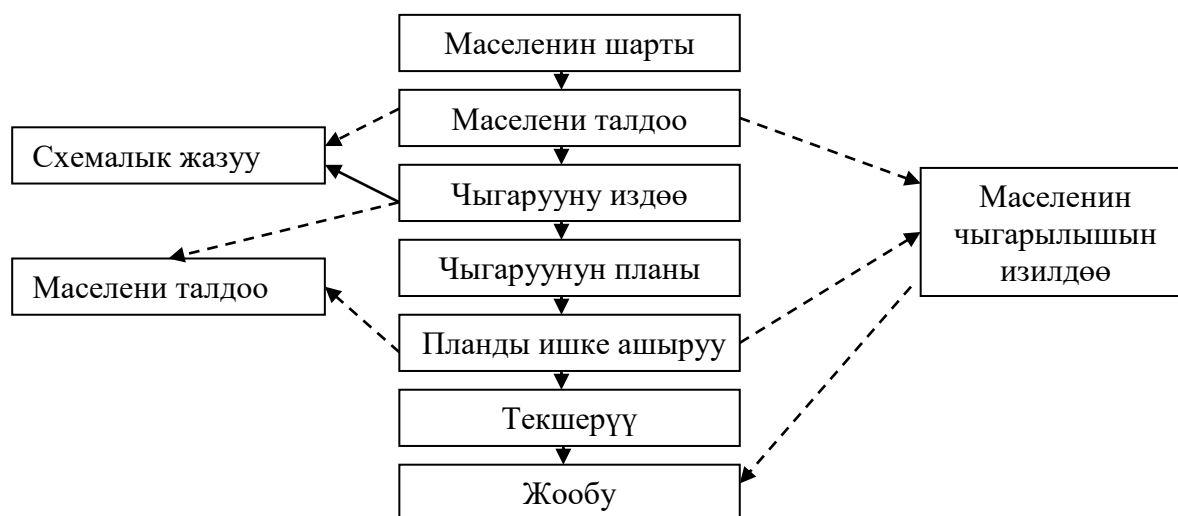 Маселенин шарты
Маселени талдоо
Схемалык жазуу
Чыгарууну издөө
Маселенин
чыгарылышын
изилдөө
Чыгаруунун планы
Маселени талдоо
Планды ишке ашыруу
Текшерүү
Жообу